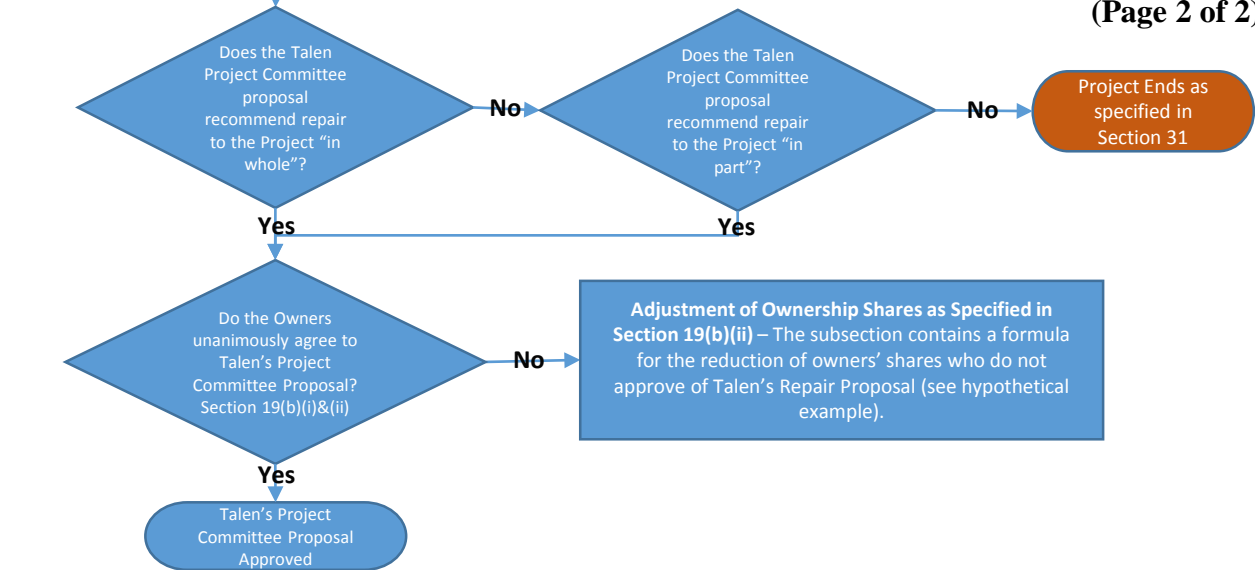 (Page 2 of 2)
Does the Talen
Project Committee
proposal
recommend repair
to the Project “in
whole”?
No
Does the Talen
Project Committee
proposal
recommend repair
to the Project “in
part”?
No
Project Ends as
specified in
Section 31
Yes
Yes
Do the Owners
unanimously agree to
Talen’s Project
Committee Proposal?
Section 19(b)(i)&(ii)
No
Adjustment of Ownership Shares as Specified in
Section 19(b)(ii) – The subsection contains a formula
for the reduction of owners’ shares who do not
approve of Talen’s Repair Proposal (see hypothetical
example).
Yes
Talen’s Project
Committee Proposal
Approved